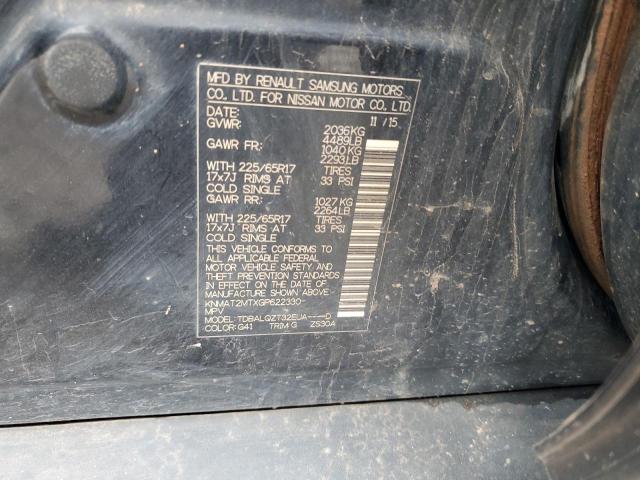 MFD BY RENAULT SAMSUNG MOTORS
CO. LTD. FOR NISSAN MOTOR CO., LTD.
DATE: 11 / 15
GVWR: 2036KG
4489LB
GAWR FR: 1040KG
2293LB
WITH 225/65R17 TIRES
17x7J RIMS AT 33 PSI
COLD SINGLE
GAWR RR: 1027 KG
2264LB
WITH 225/65R17 TIRES
17x7J RIMS AT 33 PSI
COLD SINGLE
THIS VEHICLE CONFORMS TO
ALL APPLICABLE FEDERAL
MOTOR VEHICLE SAFETY AND
THEFT PREVENTION STANDARDS
IN EFFECT ON THE DATE OF
MANUFACTURE SHOWN ABOVE:-
KNMAT2MTXGP622330-
MPV
MODEL: TDBALQZT32EUA----D
COLOR: G41 TRIM G ZS30A